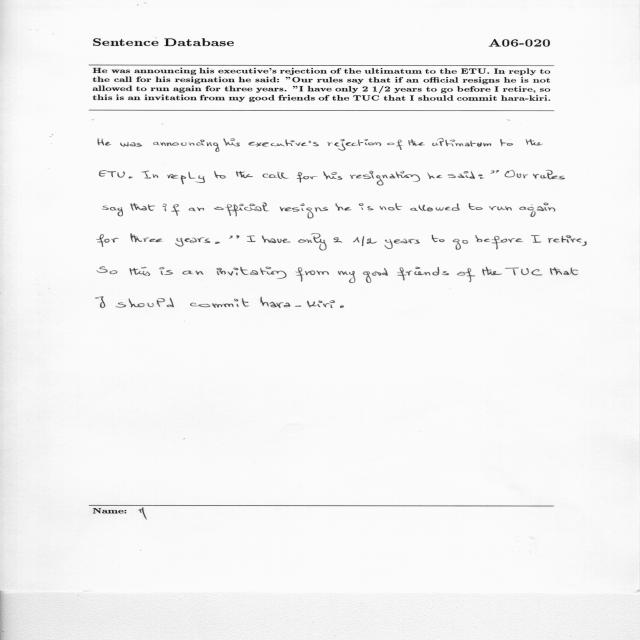 Sentence Database A06-020
He was announcing his executive's rejection of the ultimatum to the ETU. In reply to
the call for his resignation he said: "Our rules say that if an official resigns he is not
allowed to run again for three years. "I have only 2 1/2 years to go before I retire, so
this is an invitation from my good friends of the TUC that I should commit hara-kiri.
He was announcing his executive's rejection of the ultimatum to the
ETU. In reply to the call for his resignation he said: "Our rules
say that if an official resigns he is not allowed to run again
for three years. "I have only 2 1/2 years to go before I retire,
So this is an invitation from my good friends of the TUC that
I should commit hara-kiri.
Name: